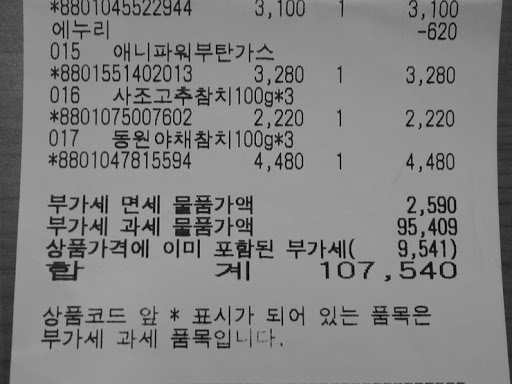 *8801045522944 3,100 1 3,100
에누리 -620
015 애니파워부탄가스
*8801551402013 3,280 1 3,280
016 사조고추참치100g*3
*8801075007602 2,220 1 2,220
017 동원야채참치100g*3
*8801047815594 4,480 1 4,480
부가세 면세 물품가액 2,590
부가세 과세 물품가액 95,409
상품가격에 이미 포함된 부가세( 9,541)
합 계 107,540
상품코드 앞 * 표시가 되어 있는 품목은
부가세 과세 품목입니다.